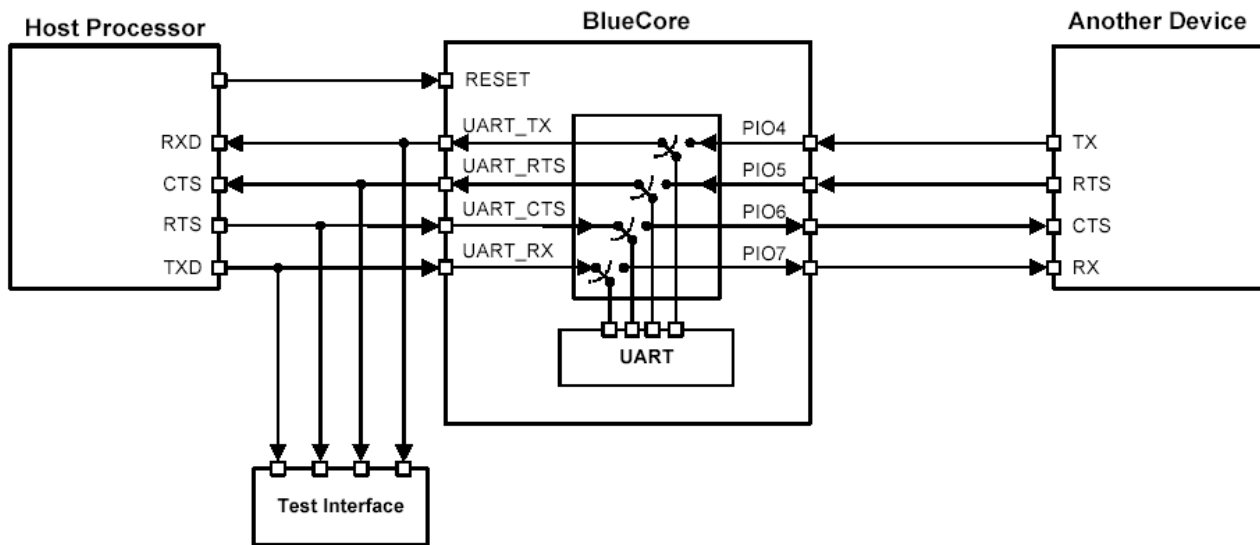 Host Processor
BlueCore
Another Device
RESET
RXD
UART_TX
PIO4
TX
CTS
UART_RTS
PIO5
RTS
RTS
UART_CTS
PIO6
CTS
TXD
UART_RX
PIO7
RX
UART
Test Interface